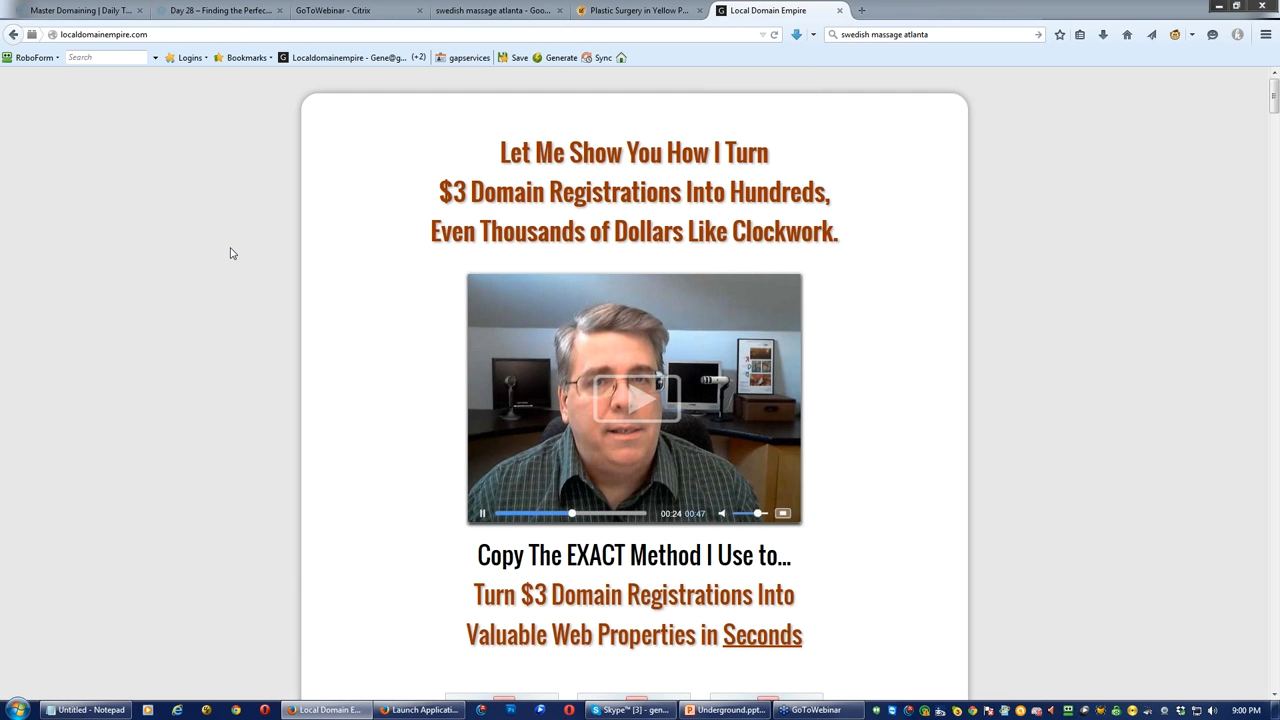 Master Domaining | Daily T...
Day 28 – Finding the Perfec...
GoToWebinar - Citrix
swedish massage atlanta - Goo...
Plastic Surgery in Yellow P...
Local Domain Empire
localdomainempire.com
swedish massage atlanta
RoboForm
Search
Logins
Bookmarks
Localdomainempire - Gene@g...
(+2)
gapservices
Save
Generate
Sync
Let Me Show You How I Turn
$3 Domain Registrations Into Hundreds,
Even Thousands of Dollars Like Clockwork.
00:24 00:47
Copy The EXACT Method I Use to...
Turn $3 Domain Registrations Into
Valuable Web Properties in Seconds
Untitled - Notepad
Local Domain E...
Launch Applicati...
Skype™ [3] - gen...
Underground.ppt...
GoToWebinar
9:00 PM